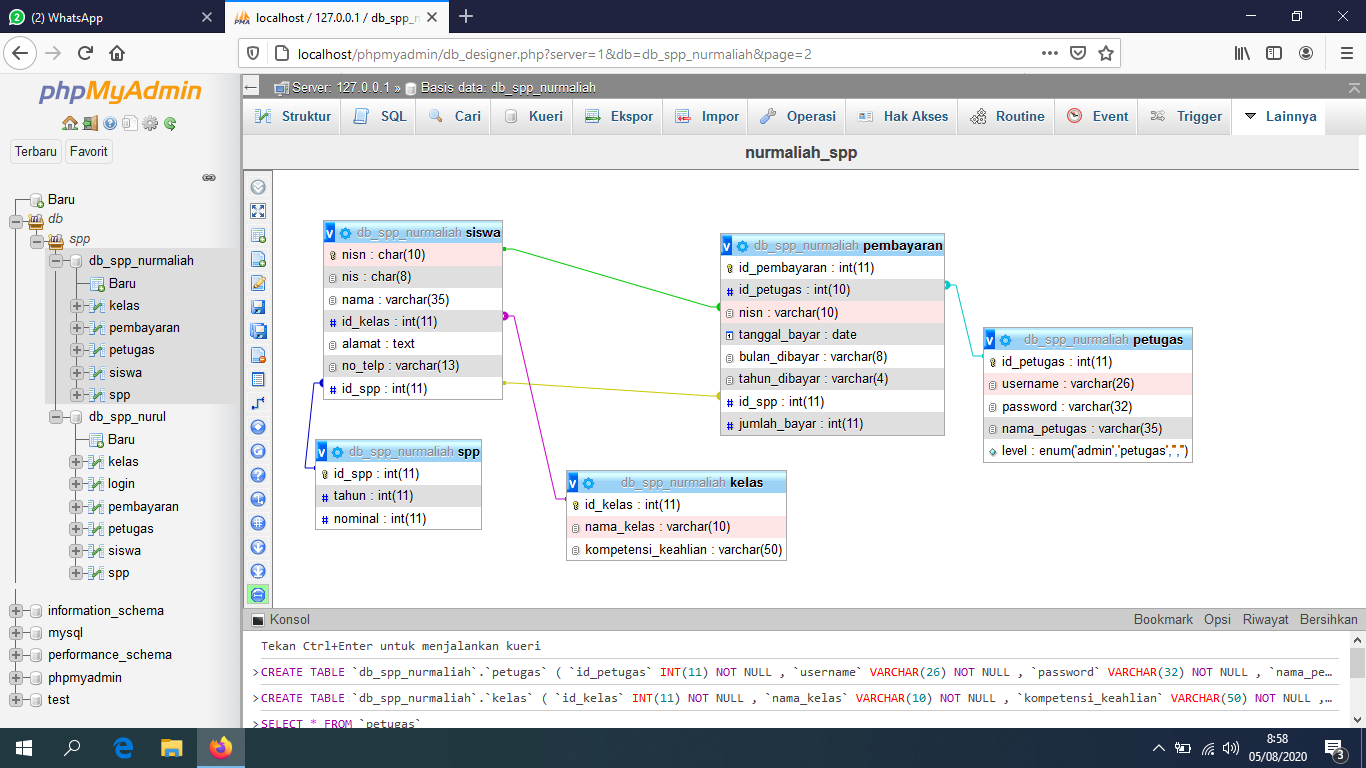 (2) WhatsApp
localhost / 127.0.0.1 / db_spp_n
localhost/phpmyadmin/db_designer.php?server=1&db=db_spp_nurmaliah&page=2
phpMyAdmin
Terbaru Favorit
Baru
db
spp
db_spp_nurmaliah
Baru
kelas
pembayaran
petugas
siswa
spp
db_spp_nurul
Baru
kelas
login
pembayaran
petugas
siswa
spp
information_schema
mysql
performance_schema
phpmyadmin
test
Server: 127.0.0.1 » Basis data: db_spp_nurmaliah
Struktur SQL Cari Kueri Ekspor Impor Operasi Hak Akses Routine Event Trigger Lainnya
nurmaliah_spp
db_spp_nurmaliah siswa
nisn : char(10)
nis : char(8)
nama : varchar(35)
id_kelas : int(11)
alamat : text
no_telp : varchar(13)
id_spp : int(11)
db_spp_nurmaliah spp
id_spp : int(11)
tahun : int(11)
nominal : int(11)
db_spp_nurmaliah kelas
id_kelas : int(11)
nama_kelas : varchar(10)
kompetensi_keahlian : varchar(50)
db_spp_nurmaliah pembayaran
id_pembayaran : int(11)
id_petugas : int(10)
nisn : varchar(10)
tanggal_bayar : date
bulan_dibayar : varchar(8)
tahun_dibayar : varchar(4)
id_spp : int(11)
jumlah_bayar : int(11)
db_spp_nurmaliah petugas
id_petugas : int(11)
username : varchar(26)
password : varchar(32)
nama_petugas : varchar(35)
level : enum('admin','petugas','','')
Konsol Bookmark Opsi Riwayat Bersihkan
Tekan Ctrl+Enter untuk menjalankan kueri
>CREATE TABLE `db_spp_nurmaliah`.`petugas` ( `id_petugas` INT(11) NOT NULL , `username` VARCHAR(26) NOT NULL , `password` VARCHAR(32) NOT NULL , `nama_pe…
>CREATE TABLE `db_spp_nurmaliah`.`kelas` ( `id_kelas` INT(11) NOT NULL , `nama_kelas` VARCHAR(10) NOT NULL , `kompetensi_keahlian` VARCHAR(50) NOT NULL ,…
>SELECT * FROM `petugas`
8:58
05/08/2020
3